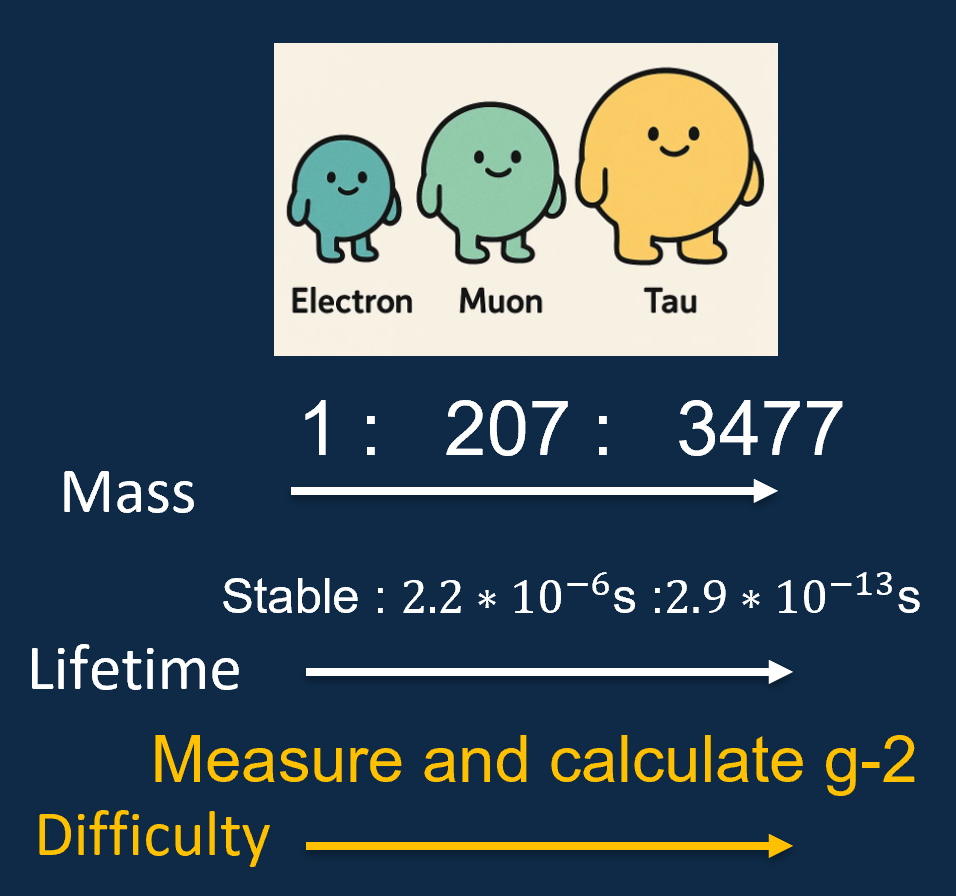 Electron Muon Tau
1 : 207 : 3477
Mass
Stable : 2.2 ∗ 10⁻⁶s :2.9 ∗ 10⁻¹³s
Lifetime
Measure and calculate g-2
Difficulty